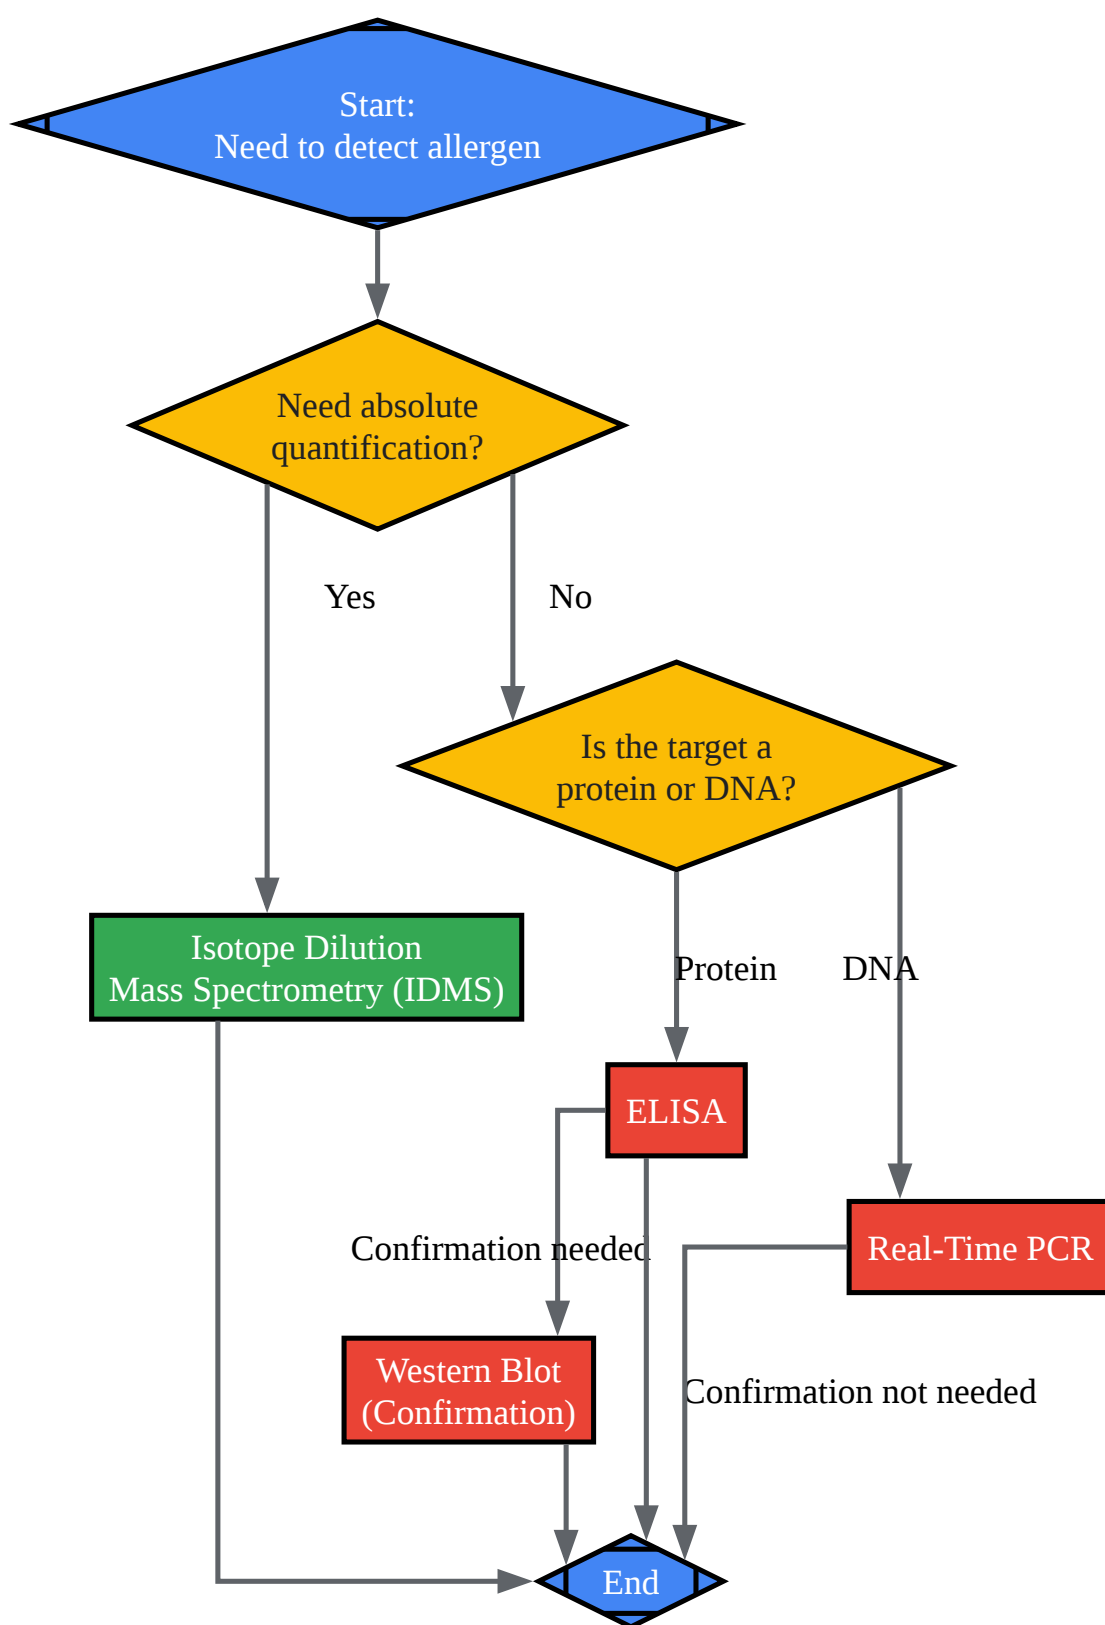 Start:
Need to detect allergen
Need absolute
quantification?
Yes
No
Is the target a
protein or DNA?
Isotope Dilution
Mass Spectrometry (IDMS)
Protein
DNA
ELISA
Confirmation needed
Real-Time PCR
Western Blot
(Confirmation)
Confirmation not needed
End